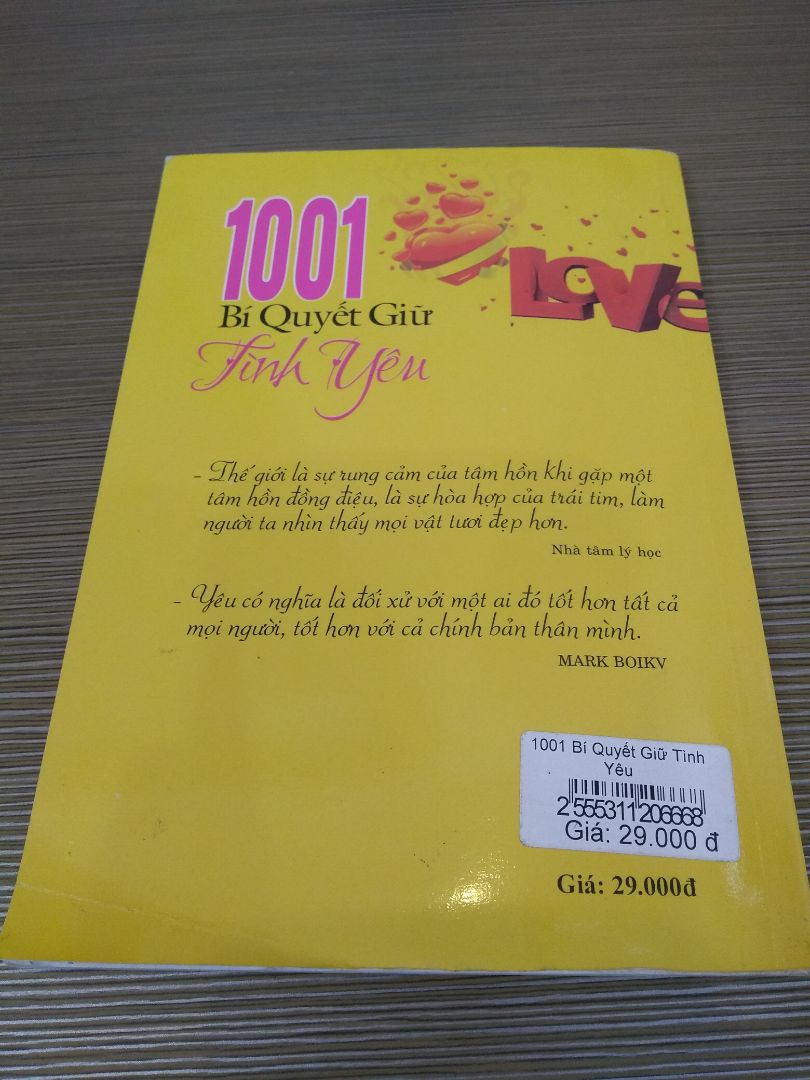 1001
LOVE
Bí Quyết Giữ
Tình Yêu
- Thế giới là sự rung cảm của tâm hồn khi gặp một
tâm hồn đồng điệu, là sự hòa hợp của trái tim, làm
người ta nhìn thấy mọi vật tươi đẹp hơn.
Nhà tâm lý học
- Yêu có nghĩa là đối xử với một ai đó tốt hơn tất cả
mọi người, tốt hơn với cả chính bản thân mình.
MARK BOIKV
1001 Bí Quyết Giữ Tình
Yêu
2 555311 206668
Giá: 29.000 đ
Giá: 29.000đ